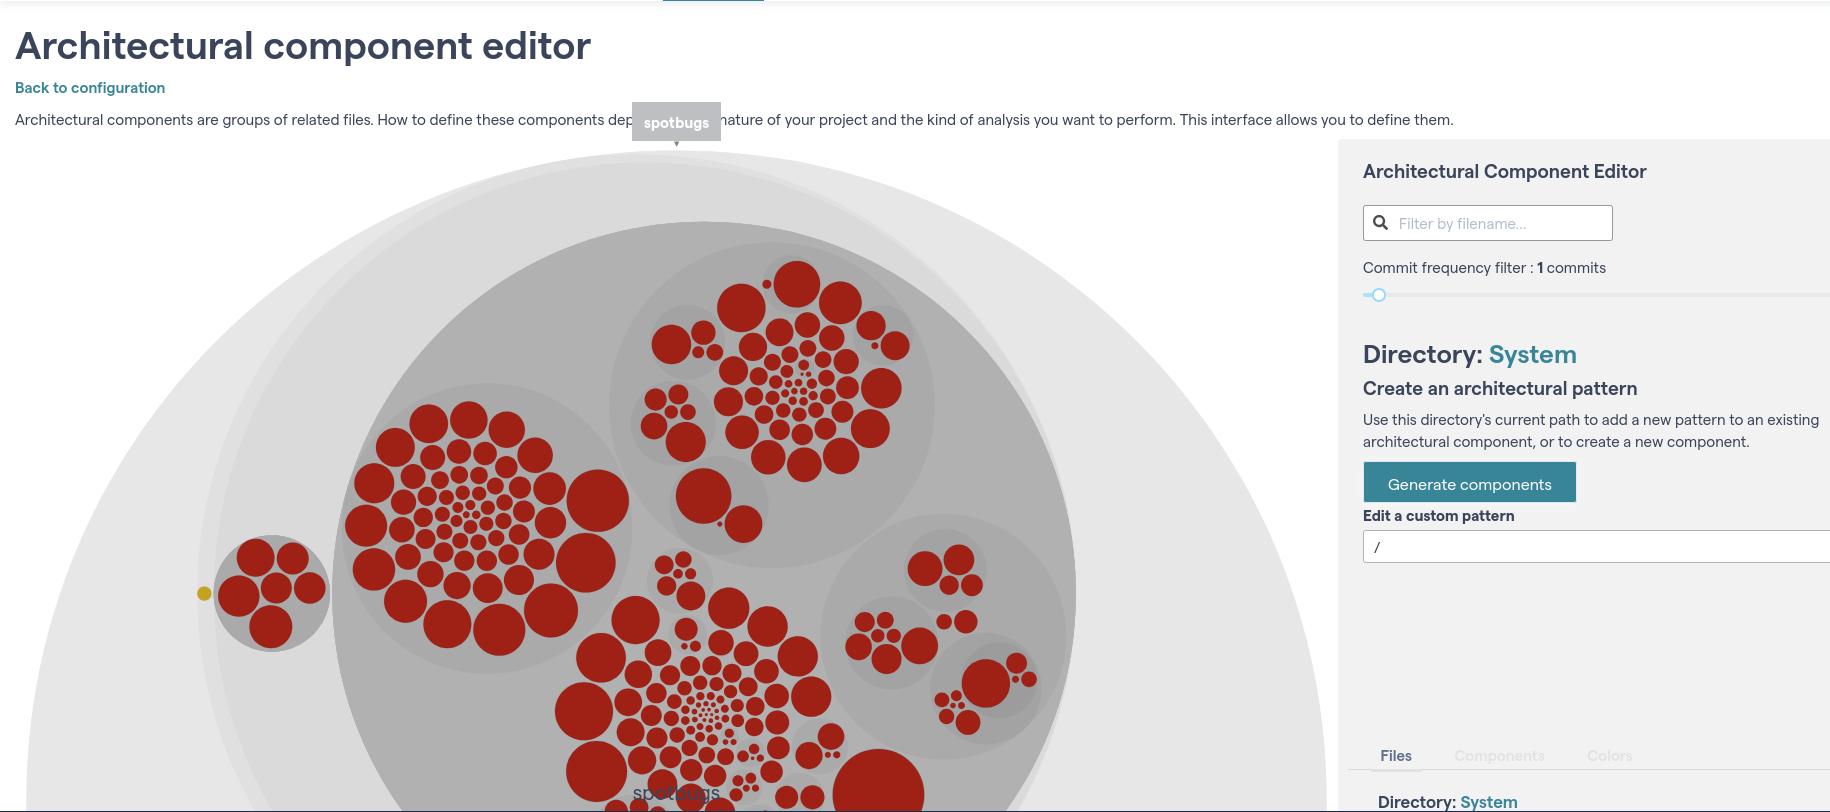 Architectural component editor
Back to configuration
Architectural components are groups of related files. How to define these components dep nature of your project and the kind of analysis you want to perform. This interface allows you to define them.
spotbugs
Architectural Component Editor
Filter by filename...
Commit frequency filter : 1 commits
Directory: System
Create an architectural pattern
Use this directory's current path to add a new pattern to an existing
architectural component, or to create a new component.
Generate components
Edit a custom pattern
/
Files Components Colors
Directory: System
spotbugs